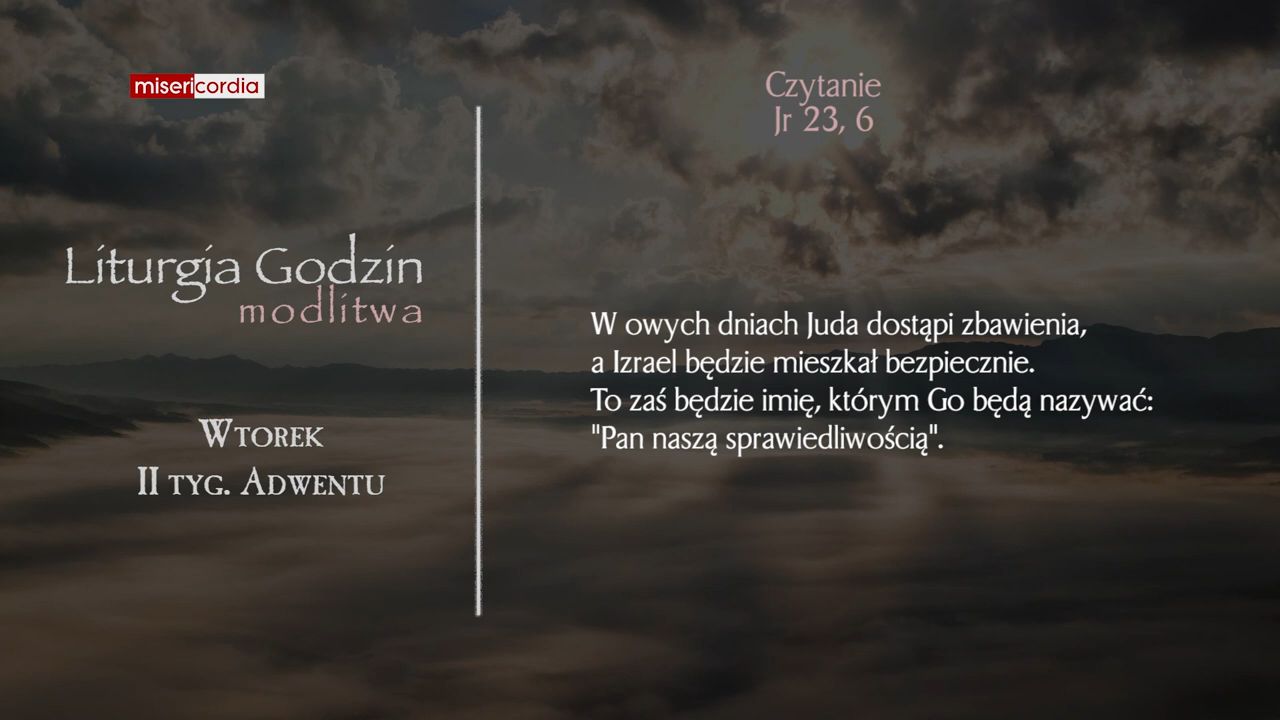 misericordia
Liturgia Godzin
modlitwa
Wtorek
II tyg. Adwentu
Czytanie
Jr 23, 6
W owych dniach Juda dostąpi zbawienia,
a Izrael będzie mieszkał bezpiecznie.
To zaś będzie imię, którym Go będą nazywać:
"Pan naszą sprawiedliwością".